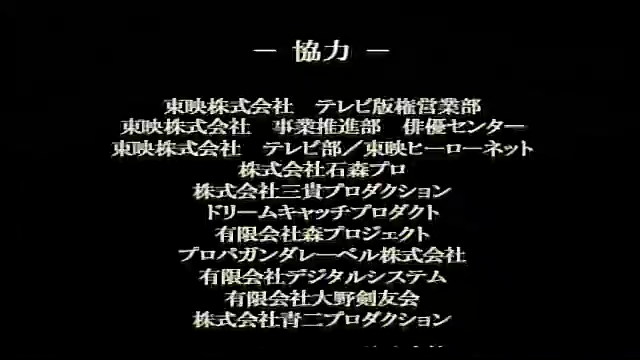 ― 協力 ―
東映株式会社　テレビ版権営業部
東映株式会社　事業推進部　俳優センター
東映株式会社　テレビ部／東映ヒーローネット
株式会社石森プロ
株式会社三貴プロダクション
ドリームキャッチプロダクト
有限会社森プロジェクト
プロパガンダレーベル株式会社
有限会社デジタルシステム
有限会社大野剣友会
株式会社青二プロダクション